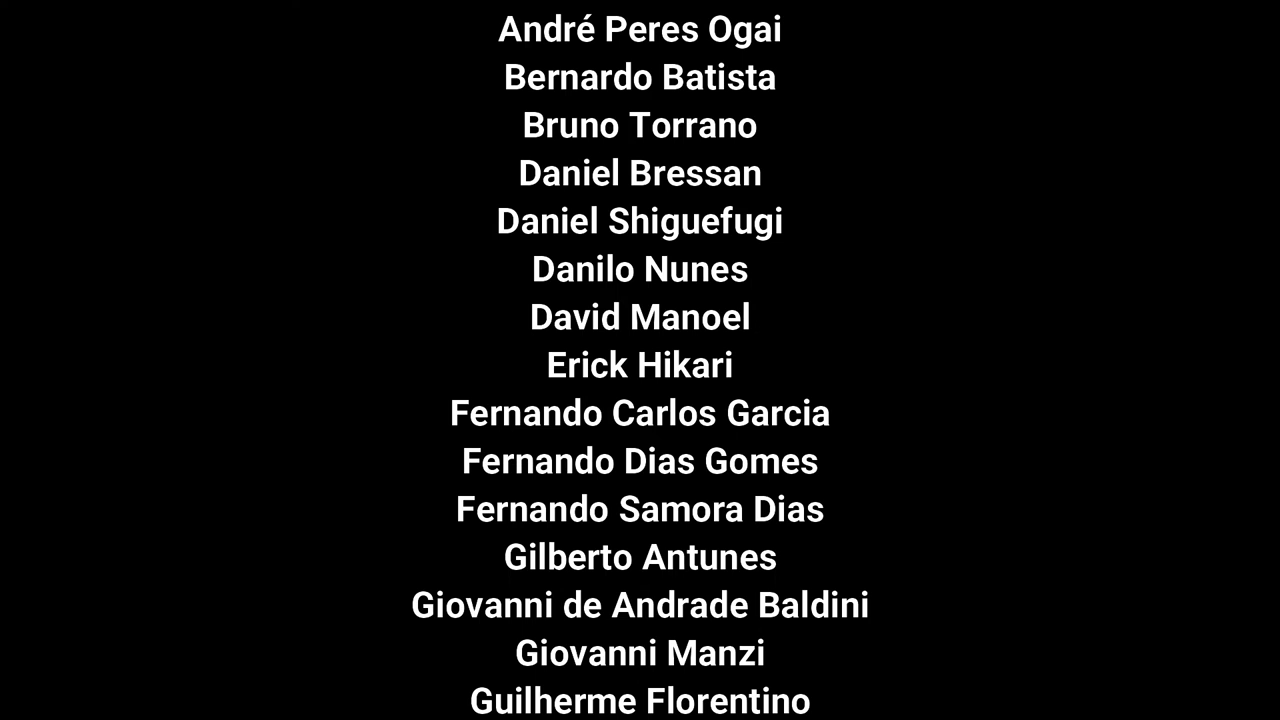 André Peres Ogai
Bernardo Batista
Bruno Torrano
Daniel Bressan
Daniel Shiguefugi
Danilo Nunes
David Manoel
Erick Hikari
Fernando Carlos Garcia
Fernando Dias Gomes
Fernando Samora Dias
Gilberto Antunes
Giovanni de Andrade Baldini
Giovanni Manzi
Guilherme Florentino